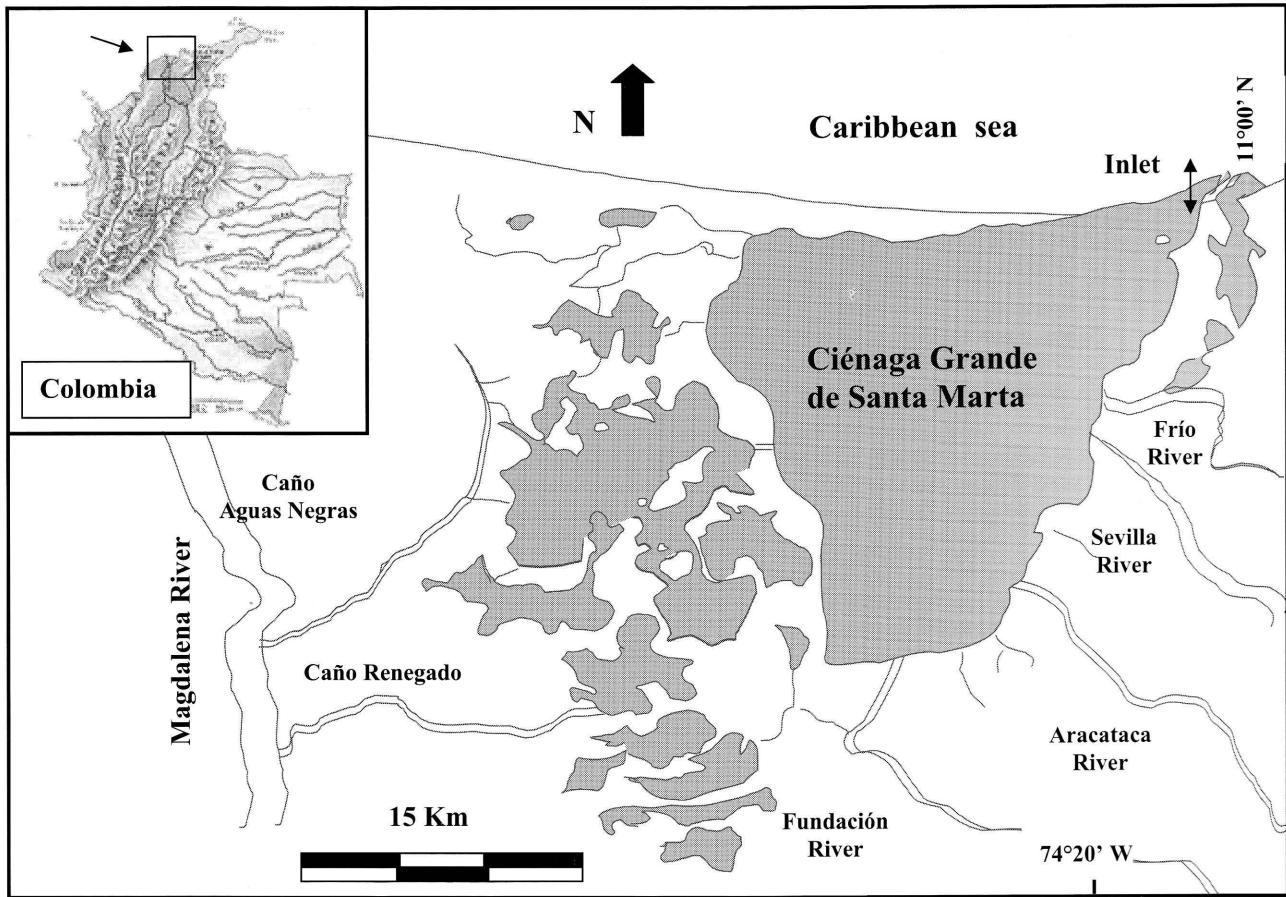 Colombia
N
Caribbean sea
Inlet
11°00' N
Ciénaga Grande
de Santa Marta
Frío
River
Caño
Aguas Negras
Sevilla
River
Magdalena River
Caño Renegado
Aracataca
River
15 Km
Fundación
River
74°20' W